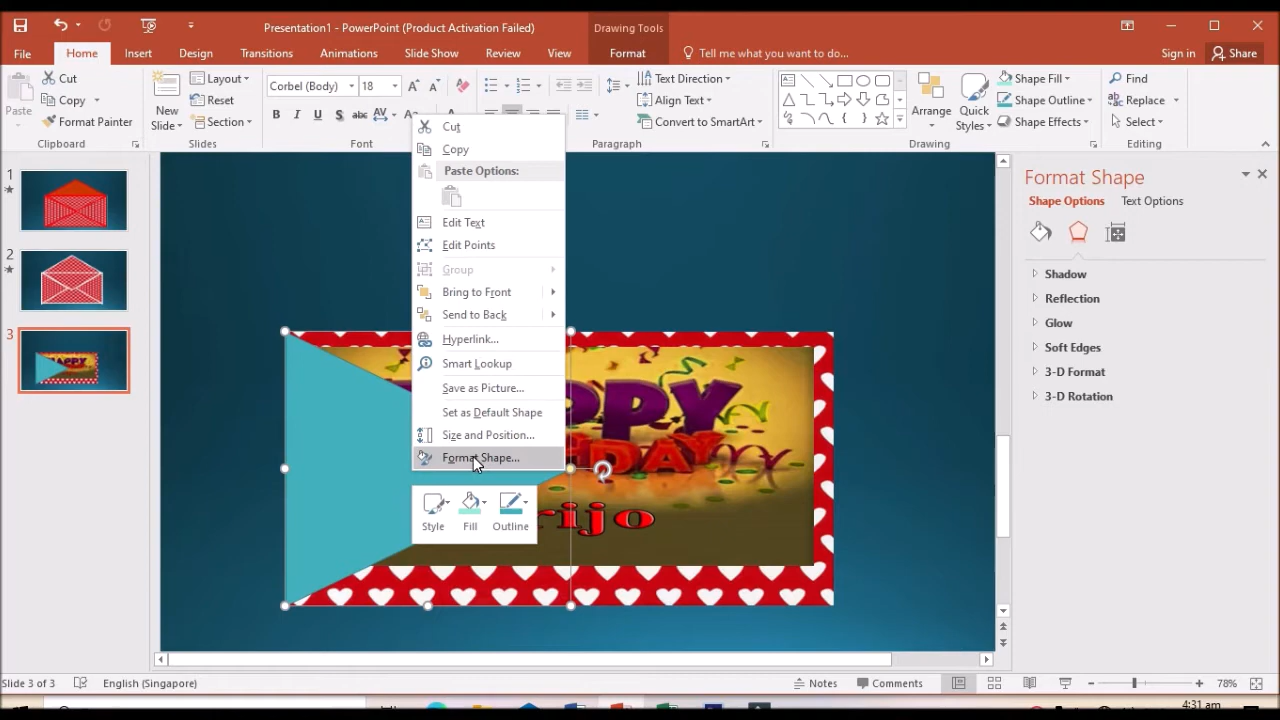 Presentation1 - PowerPoint (Product Activation Failed)
Drawing Tools
File
Home
Insert
Design
Transitions
Animations
Slide Show
Review
View
Format
Tell me what you want to do...
Sign in
Share
Paste
Cut
Copy
Format Painter
Clipboard
New
Slide
Layout
Reset
Section
Slides
Corbel (Body)
18
Font
Text Direction
Align Text
Convert to SmartArt
Paragraph
Arrange
Quick
Styles
Shape Fill
Shape Outline
Shape Effects
Drawing
Find
Replace
Select
Editing
1
2
3
Cut
Copy
Paste Options:
Edit Text
Edit Points
Group
Bring to Front
Send to Back
Hyperlink...
Smart Lookup
Save as Picture...
Set as Default Shape
Size and Position...
Format Shape...
Style
Fill
Outline
Format Shape
Shape Options
Text Options
Shadow
Reflection
Glow
Soft Edges
3-D Format
3-D Rotation
Slide 3 of 3
English (Singapore)
Notes
Comments
78%
4:31 am